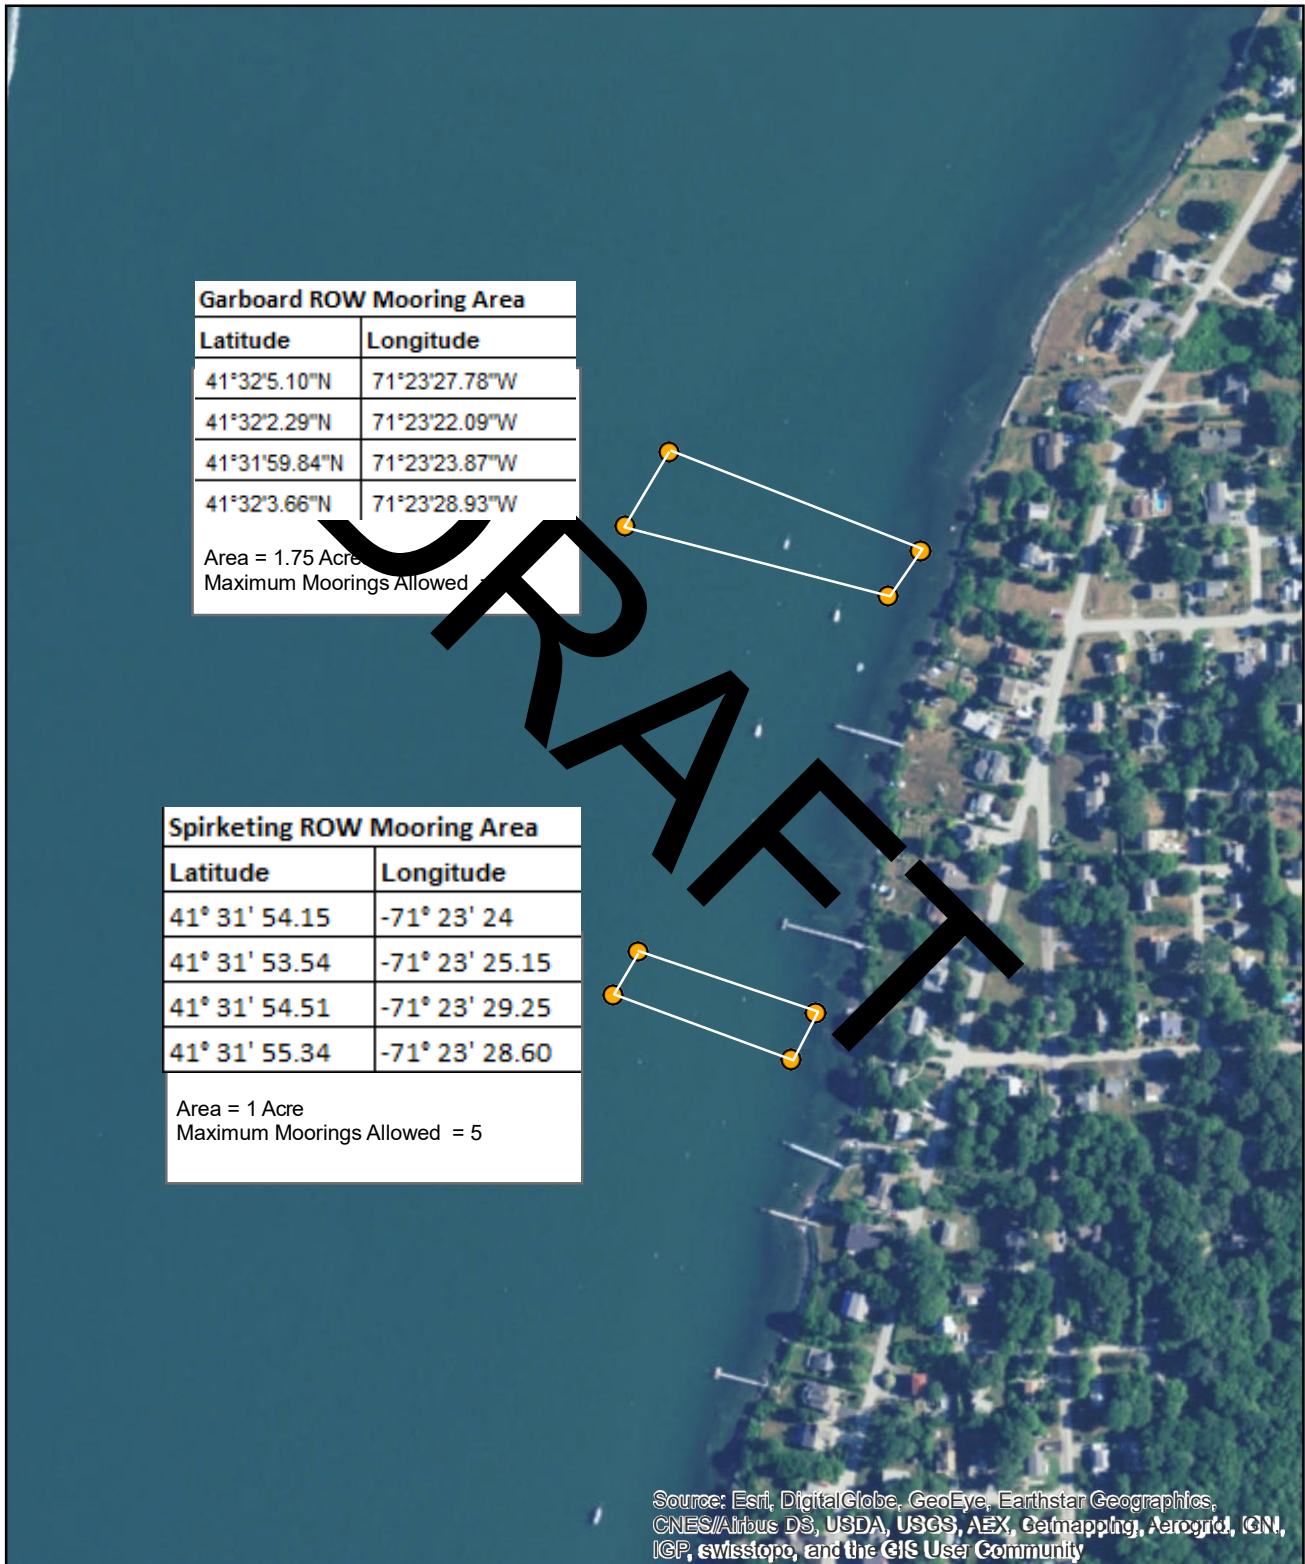 Garboard ROW Mooring Area
Latitude Longitude
41°32'5.10"N 71°23'27.78"W
41°32'2.29"N 71°23'22.09"W
41°31'59.84"N 71°23'23.87"W
41°32'3.66"N 71°23'28.93"W
Area = 1.75 Acre
Maximum Moorings Allowed
DRAFT
Spirketing ROW Mooring Area
Latitude Longitude
41° 31' 54.15 -71° 23' 24
41° 31' 53.54 -71° 23' 25.15
41° 31' 54.51 -71° 23' 29.25
41° 31' 55.34 -71° 23' 28.60
Area = 1 Acre
Maximum Moorings Allowed = 5
Source: Esri, DigitalGlobe, GeoEye, Earthstar Geographics,
CNES/Airbus DS, USDA, USGS, AEX, Getmapping, Aerogrid, IGN,
IGP, swisstopo, and the GIS User Community